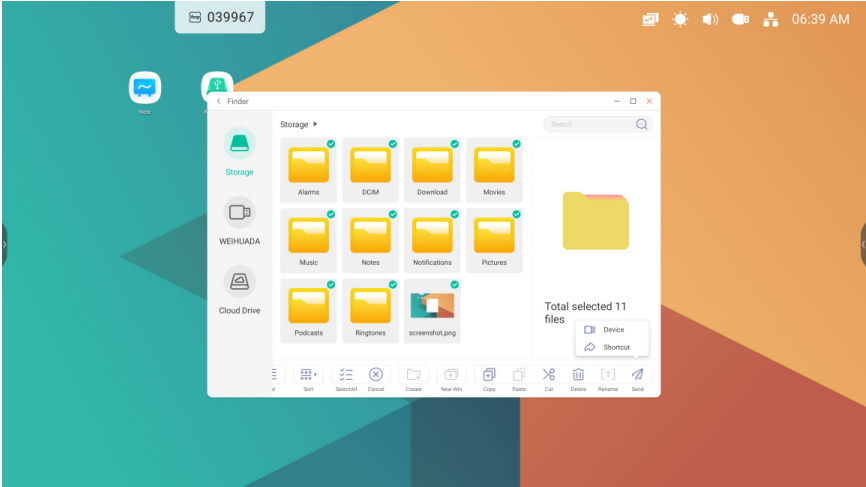 039967
06:39 AM
Note
Finder
Storage
Search
Storage
WEIHUADA
Cloud Drive
Alarms
DCIM
Download
Movies
Music
Notes
Notifications
Pictures
Podcasts
Ringtones
screenshot.png
Total selected 11
files
Device
Shortcut
Sort
SelectAll
Cancel
Create
New Win
Copy
Paste
Cut
Delete
Rename
Send